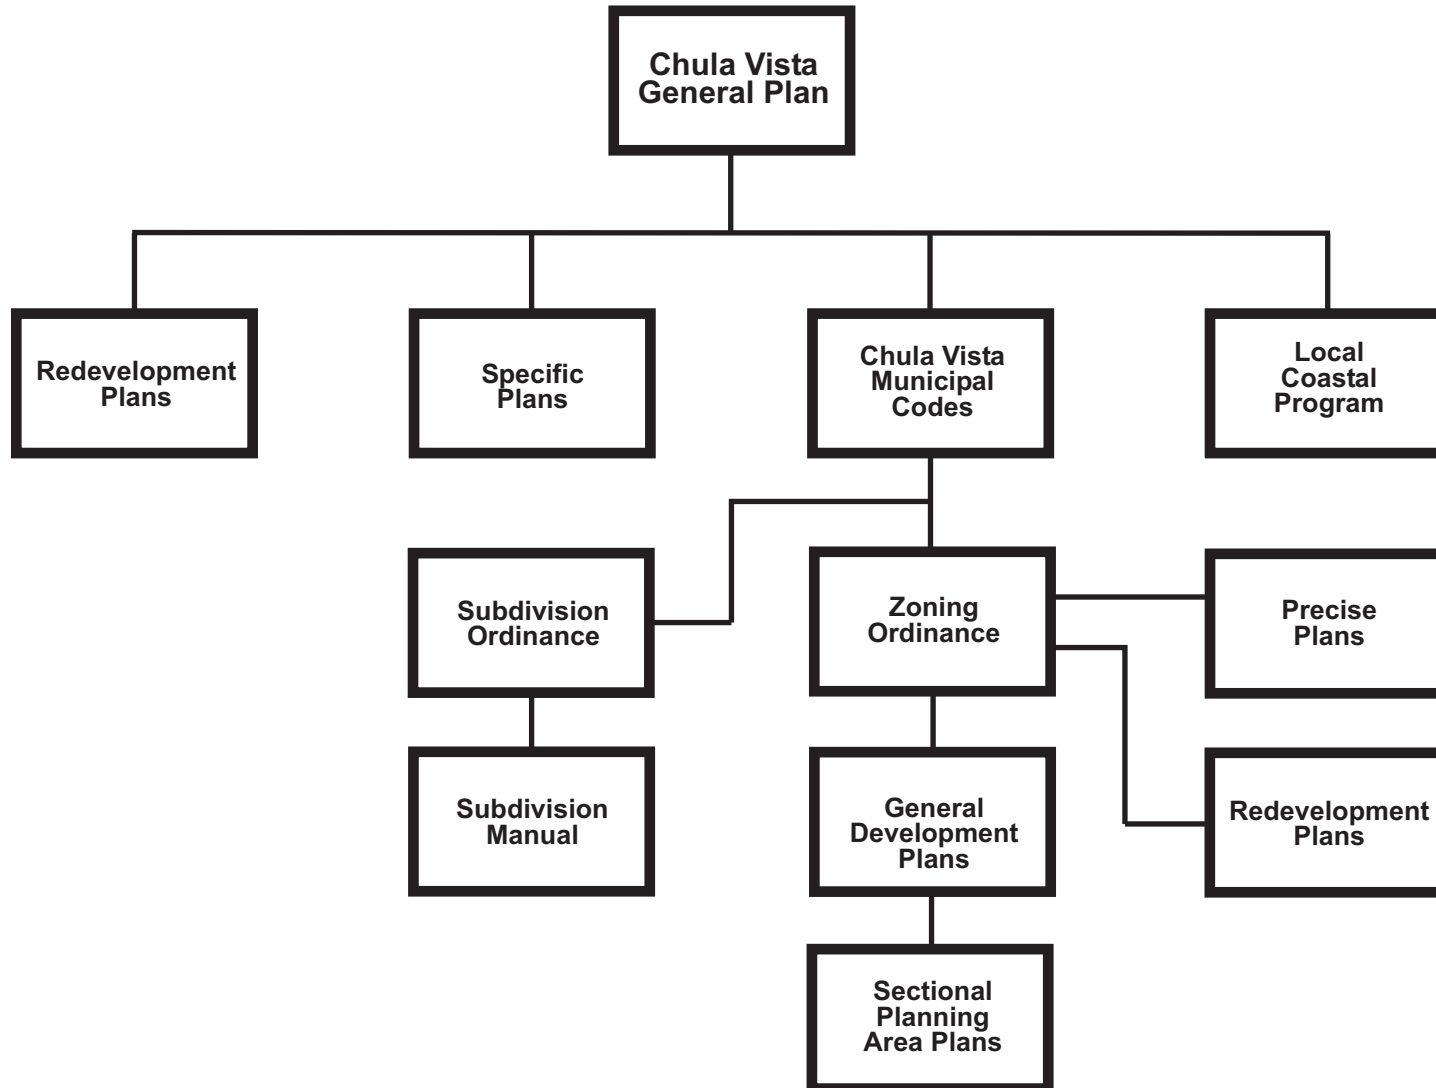 Chula Vista
General Plan
Redevelopment
Plans
Specific
Plans
Chula Vista
Municipal
Codes
Local
Coastal
Program
Subdivision
Ordinance
Zoning
Ordinance
Precise
Plans
Subdivision
Manual
General
Development
Plans
Redevelopment
Plans
Sectional
Planning
Area Plans